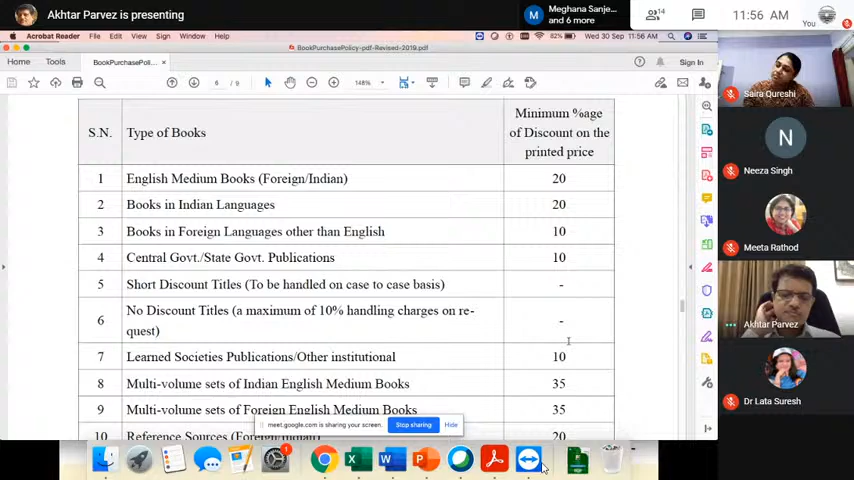 Akhtar Parvez is presenting
Meghana Sanje...
and 6 more
14
11:56 AM
You
Acrobat Reader File Edit View Sign Window Help
82%
Wed 30 Sep 11:56 AM
BookPurchasePolicy-pdf-Revised-2019.pdf
Home Tools
BookPurchasePoli... ×
Sign In
6 / 9
148%
S.N. Type of Books Minimum %age of Discount on the printed price
1 English Medium Books (Foreign/Indian) 20
2 Books in Indian Languages 20
3 Books in Foreign Languages other than English 10
4 Central Govt./State Govt. Publications 10
5 Short Discount Titles (To be handled on case to case basis) -
6 No Discount Titles (a maximum of 10% handling charges on re-
quest) -
7 Learned Societies Publications/Other institutional 10
8 Multi-volume sets of Indian English Medium Books 35
9 Multi-volume sets of Foreign English Medium Books 35
10 Reference Sources (Foreign/Indian) 20
meet.google.com is sharing your screen. Stop sharing Hide
1
Saira Qureshi
N
Neeza Singh
Meeta Rathod
Akhtar Parvez
Dr Lata Suresh
M